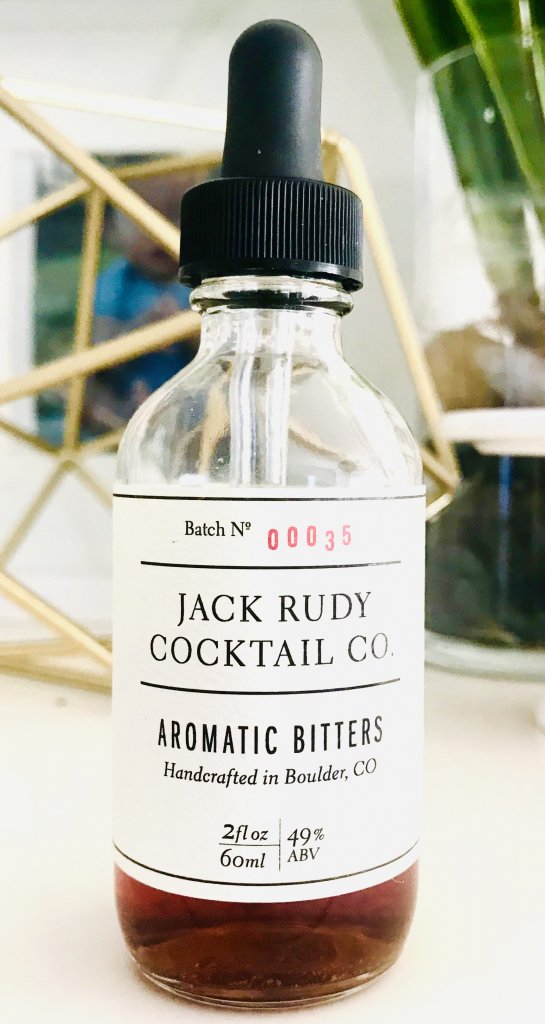 Batch Nº 00035
JACK RUDY
COCKTAIL CO.
AROMATIC BITTERS
Handcrafted in Boulder, CO
2fl oz 49%
60ml ABV